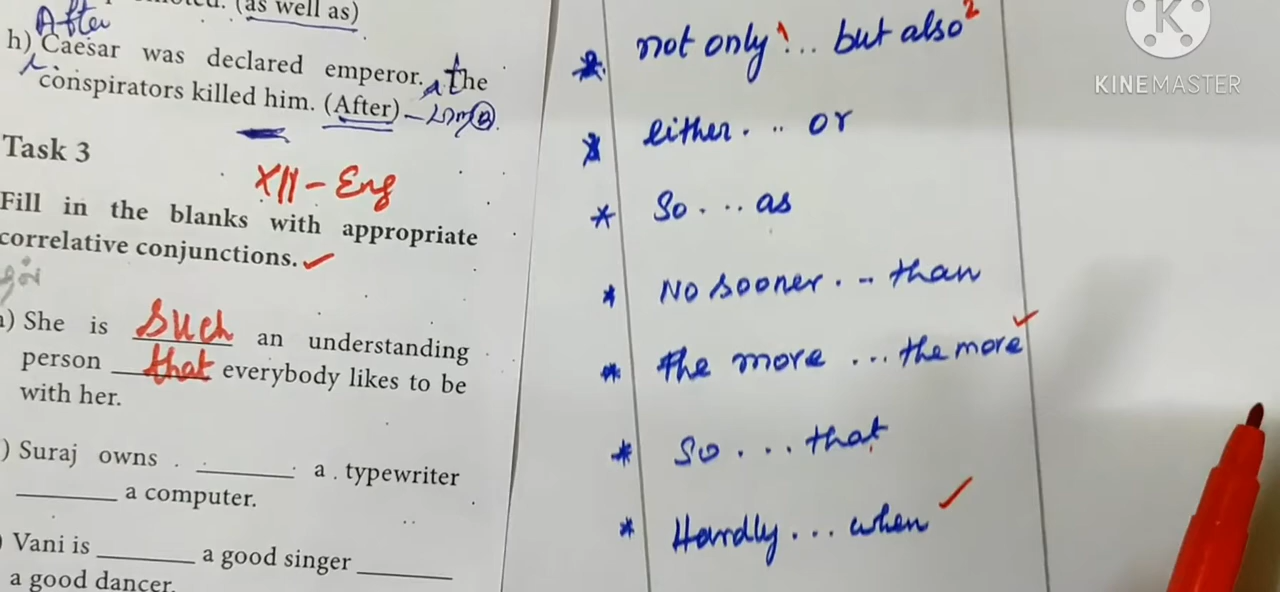 (as well as)
After
h) Caesar was declared emperor. the
conspirators killed him. (After)
Task 3
XII - Eng
Fill in the blanks with appropriate
correlative conjunctions.
She is such an understanding
person that everybody likes to be
with her.
) Suraj owns ________ a typewriter
________ a computer.
) Vani is ________ a good singer ________
a good dancer.
* not only 1... but also 2
* either... or
* So... as
* No sooner... than
* the more ... the more
* So... that
* Hardly... when
K
KINEMASTER